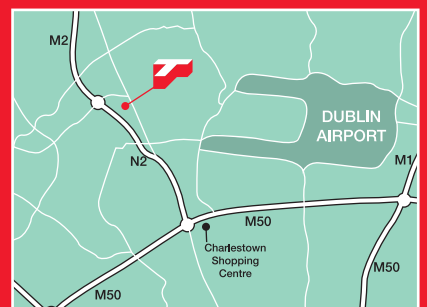 M2
DUBLIN
AIRPORT
N2
M1
M50
Charlestown
Shopping
Centre
M50
M50